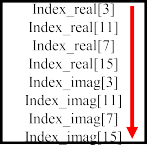 Index_real[3]
Index_real[11]
Index_real[7]
Index_real[15]
Index_imag[3]
Index_imag[11]
Index_imag[7]
Index_imag[15]